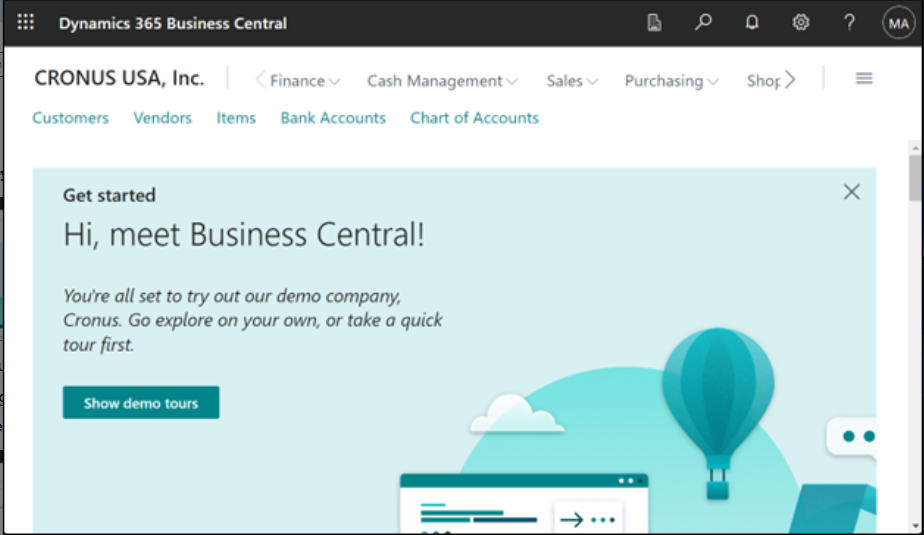 Dynamics 365 Business Central
?
MA
CRONUS USA, Inc.
Finance Cash Management Sales Purchasing Shop
Customers Vendors Items Bank Accounts Chart of Accounts
Get started
Hi, meet Business Central!
You're all set to try out our demo company,
Cronus. Go explore on your own, or take a quick
tour first.
Show demo tours